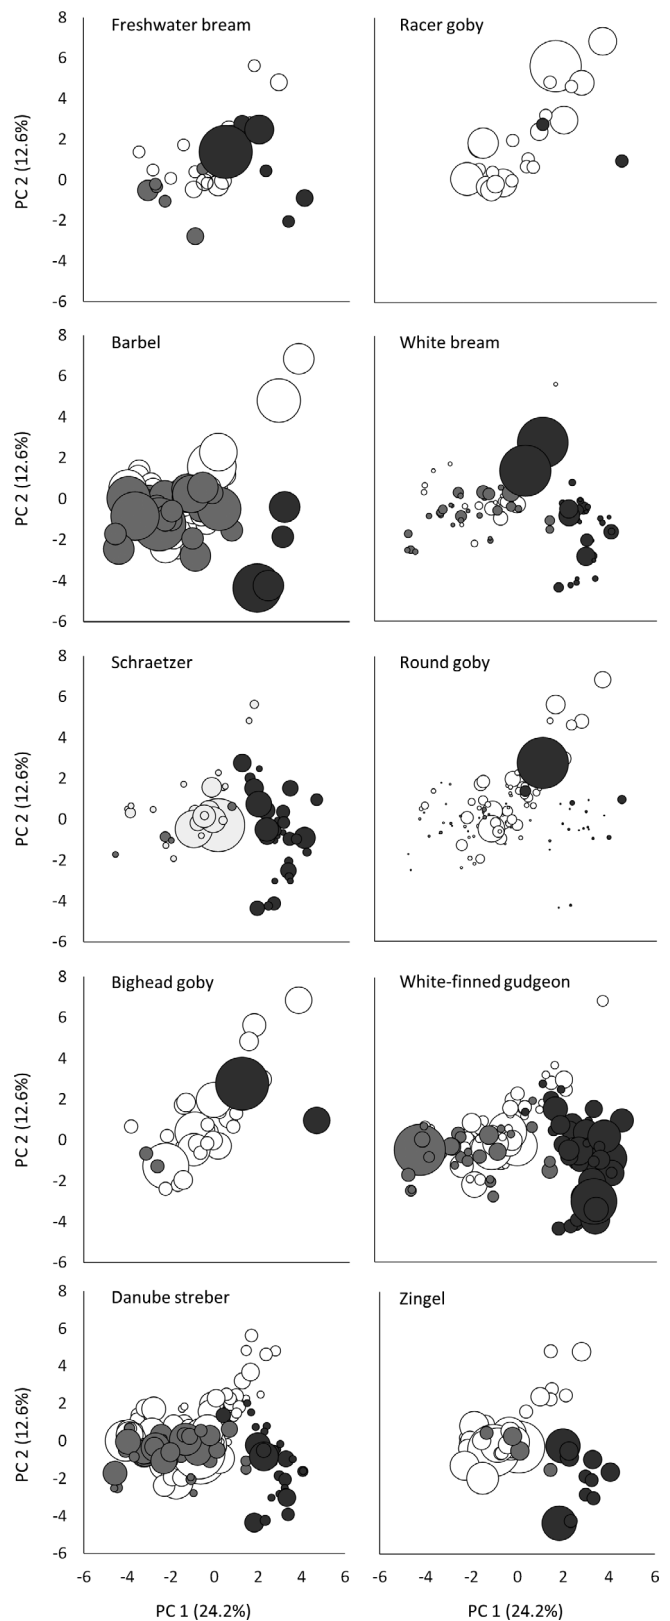 Freshwater bream
Racer goby
8
6
4
2
0
-2
-4
-6
PC 2 (12.6%)
Barbel
White bream
8
6
4
2
0
-2
-4
-6
PC 2 (12.6%)
Schraetzer
Round goby
8
6
4
2
0
-2
-4
-6
PC 2 (12.6%)
Bighead goby
White-finned gudgeon
8
6
4
2
0
-2
-4
-6
PC 2 (12.6%)
Danube streber
Zingel
8
6
4
2
0
-2
-4
-6
PC 2 (12.6%)
-6 -4 -2 0 2 4 6
-6 -4 -2 0 2 4 6
PC 1 (24.2%)
PC 1 (24.2%)